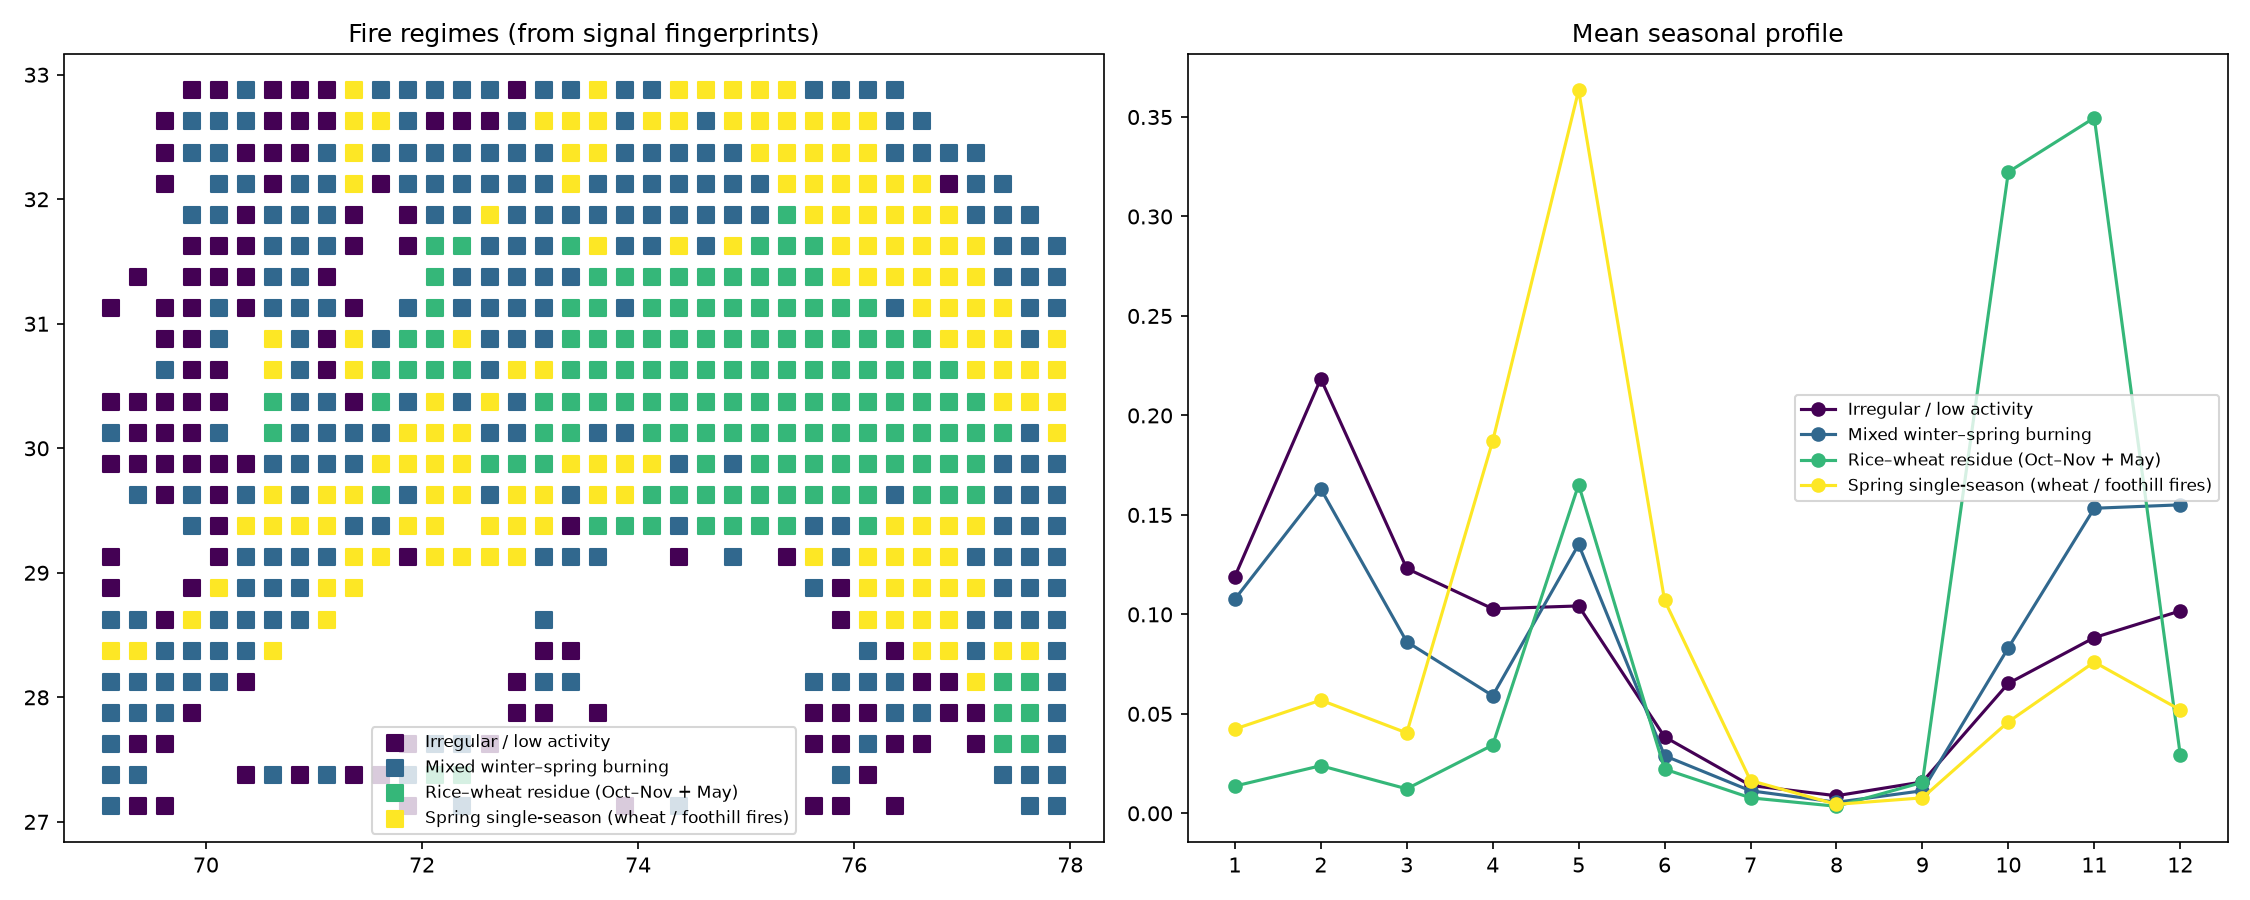 Fire regimes (from signal fingerprints)
33
32
31
30
29
28
27
70 72 74 76 78
Irregular / low activity
Mixed winter–spring burning
Rice–wheat residue (Oct–Nov + May)
Spring single-season (wheat / foothill fires)
Mean seasonal profile
0.35
0.30
0.25
0.20
0.15
0.10
0.05
0.00
1 2 3 4 5 6 7 8 9 10 11 12
Irregular / low activity
Mixed winter–spring burning
Rice–wheat residue (Oct–Nov + May)
Spring single-season (wheat / foothill fires)